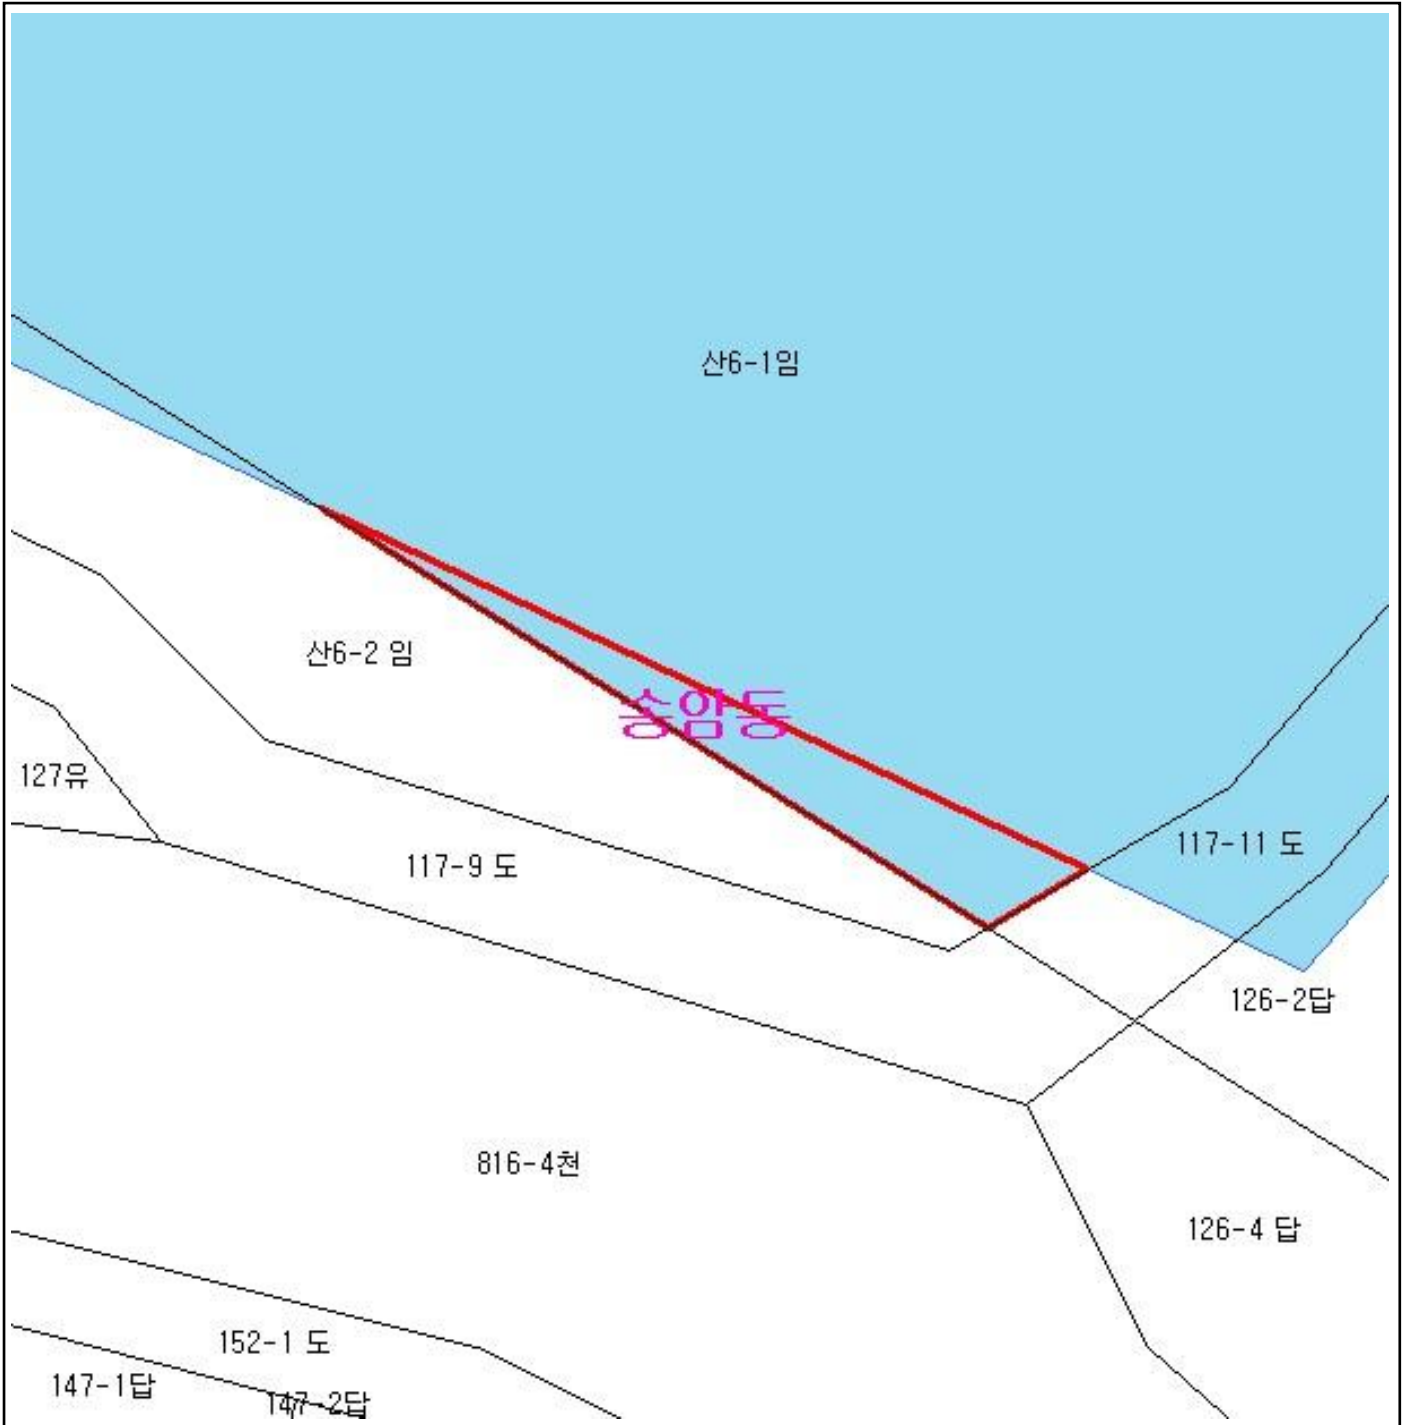 산6-1임
산6-2 임
송암동
127유
117-11 도
117-9 도
126-2답
816-4천
126-4 답
152-1 도
147-1답
147-2답